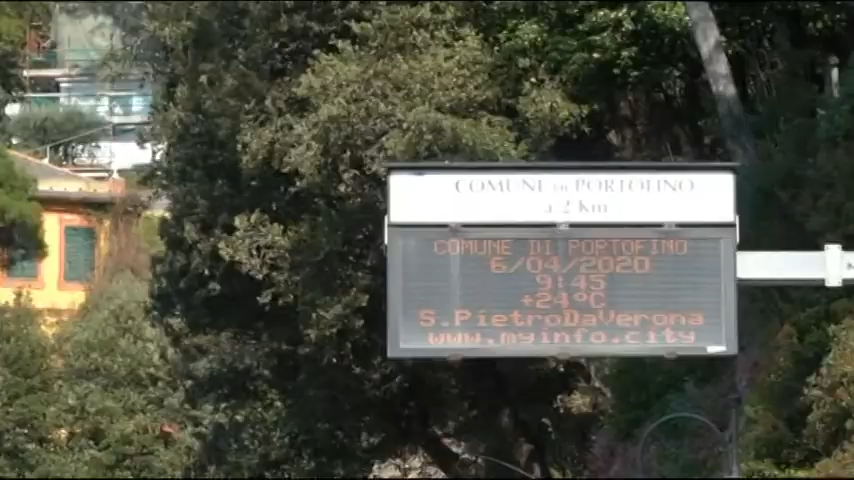 COMUNE DI PORTOFINO
a 2 Km
COMUNE DI PORTOFINO
6/04/2020
9:45
+24°C
S.PietroDaVerona
www.myinfo.city